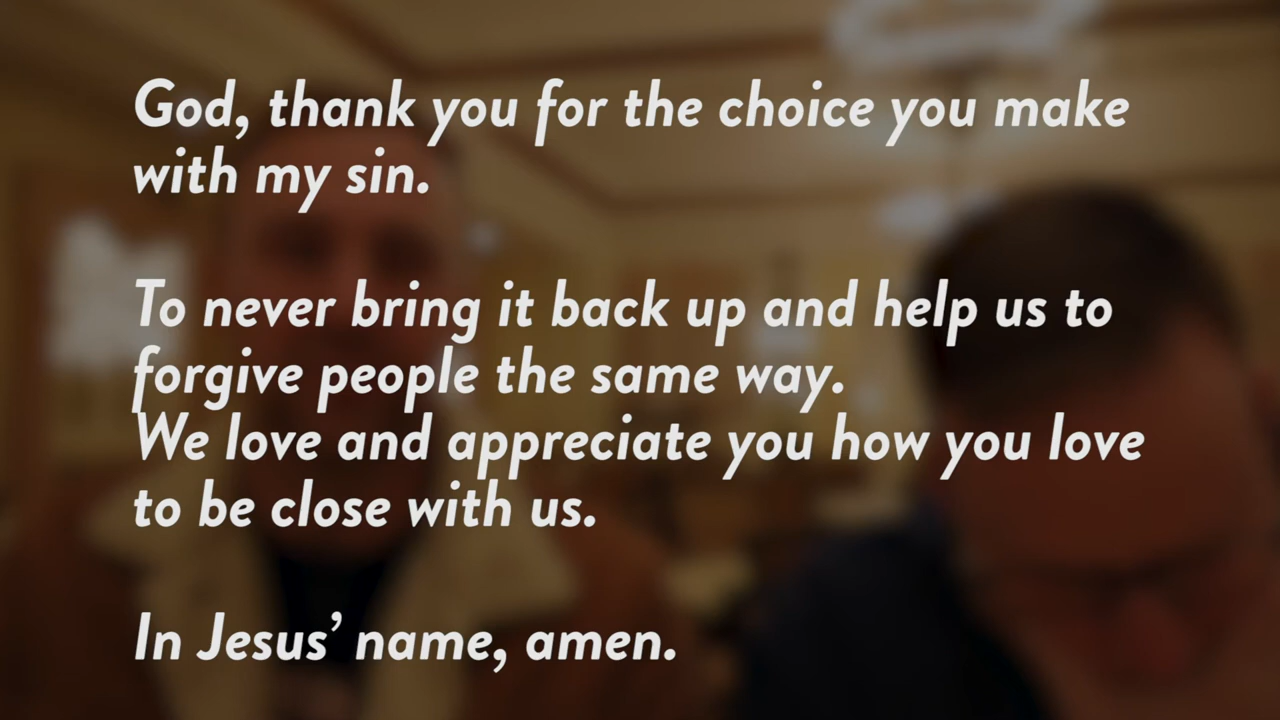 God, thank you for the choice you make
with my sin.
To never bring it back up and help us to
forgive people the same way.
We love and appreciate you how you love
to be close with us.
In Jesus’ name, amen.